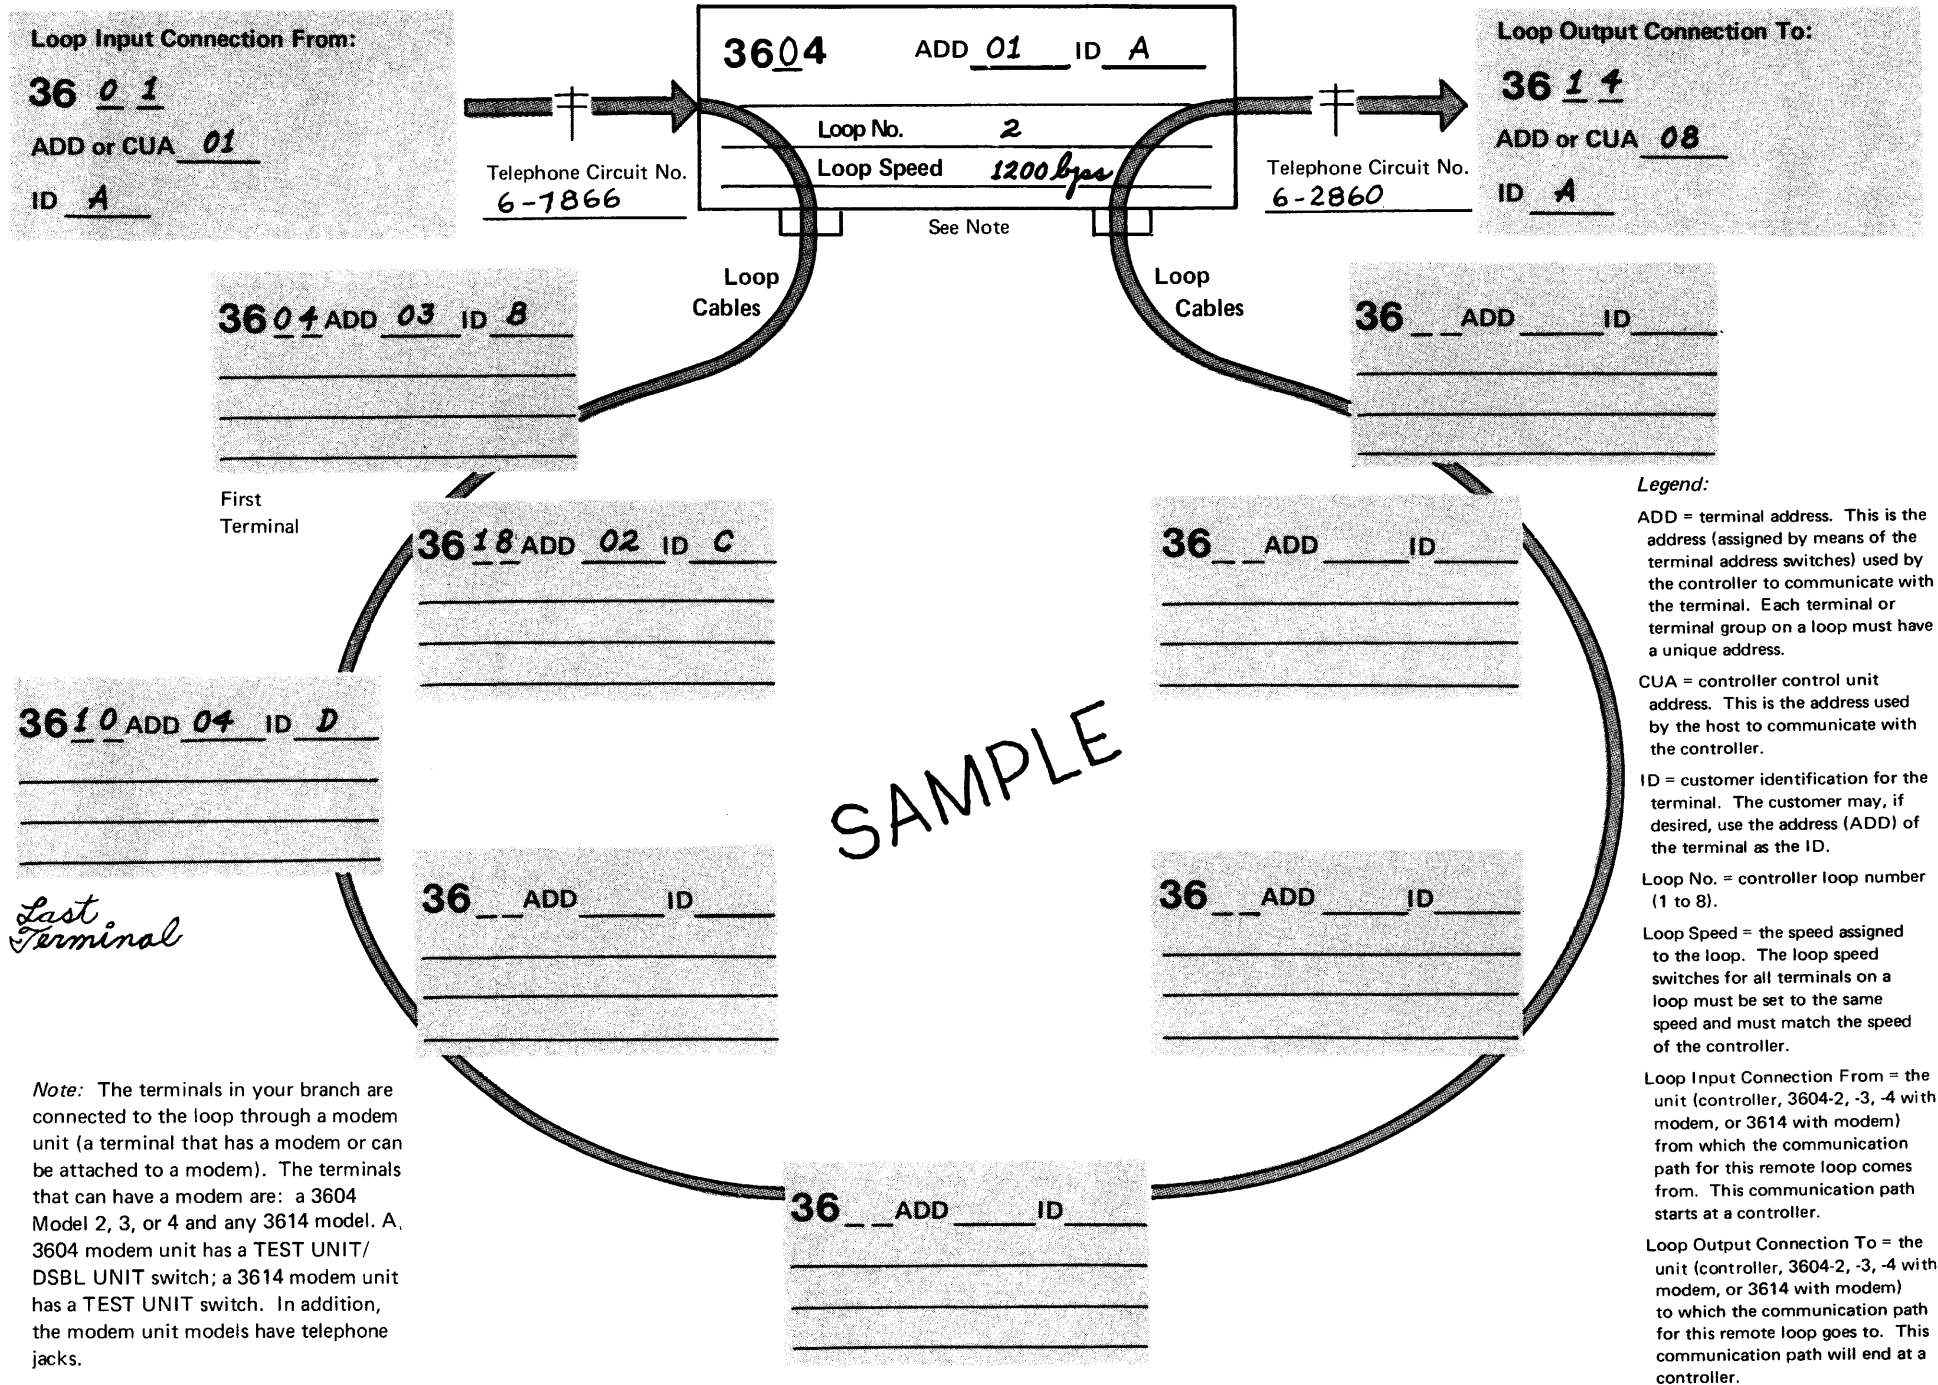 Loop Input Connection From:
36 0 1
ADD or CUA 01
ID A
Telephone Circuit No.
6-7866
3604 ADD 01 ID A
Loop No. 2
Loop Speed 1200 bps
See Note
Telephone Circuit No.
6-2860
Loop Output Connection To:
36 1 4
ADD or CUA 08
ID A
Loop
Cables
Loop
Cables
36 0 4 ADD 03 ID B
First
Terminal
36 1 8 ADD 02 ID C
36 1 0 ADD 04 ID D
Last
Terminal
36 _ _ ADD ____ ID ____
36 _ _ ADD ____ ID ____
36 _ _ ADD ____ ID ____
36 _ _ ADD ____ ID ____
36 _ _ ADD ____ ID ____
SAMPLE
Note: The terminals in your branch are
connected to the loop through a modem
unit (a terminal that has a modem or can
be attached to a modem). The terminals
that can have a modem are: a 3604
Model 2, 3, or 4 and any 3614 model. A
3604 modem unit has a TEST UNIT/
DSBL UNIT switch; a 3614 modem unit
has a TEST UNIT switch. In addition,
the modem unit models have telephone
jacks.
Legend:
ADD = terminal address. This is the
address (assigned by means of the
terminal address switches) used by
the controller to communicate with
the terminal. Each terminal or
terminal group on a loop must have
a unique address.
CUA = controller control unit
address. This is the address used
by the host to communicate with
the controller.
ID = customer identification for the
terminal. The customer may, if
desired, use the address (ADD) of
the terminal as the ID.
Loop No. = controller loop number
(1 to 8).
Loop Speed = the speed assigned
to the loop. The loop speed
switches for all terminals on a
loop must be set to the same
speed and must match the speed
of the controller.
Loop Input Connection From = the
unit (controller, 3604-2, -3, -4 with
modem, or 3614 with modem)
from which the communication
path for this remote loop comes
from. This communication path
starts at a controller.
Loop Output Connection To = the
unit (controller, 3604-2, -3, -4 with
modem, or 3614 with modem)
to which the communication path
for this remote loop goes to. This
communication path will end at a
controller.